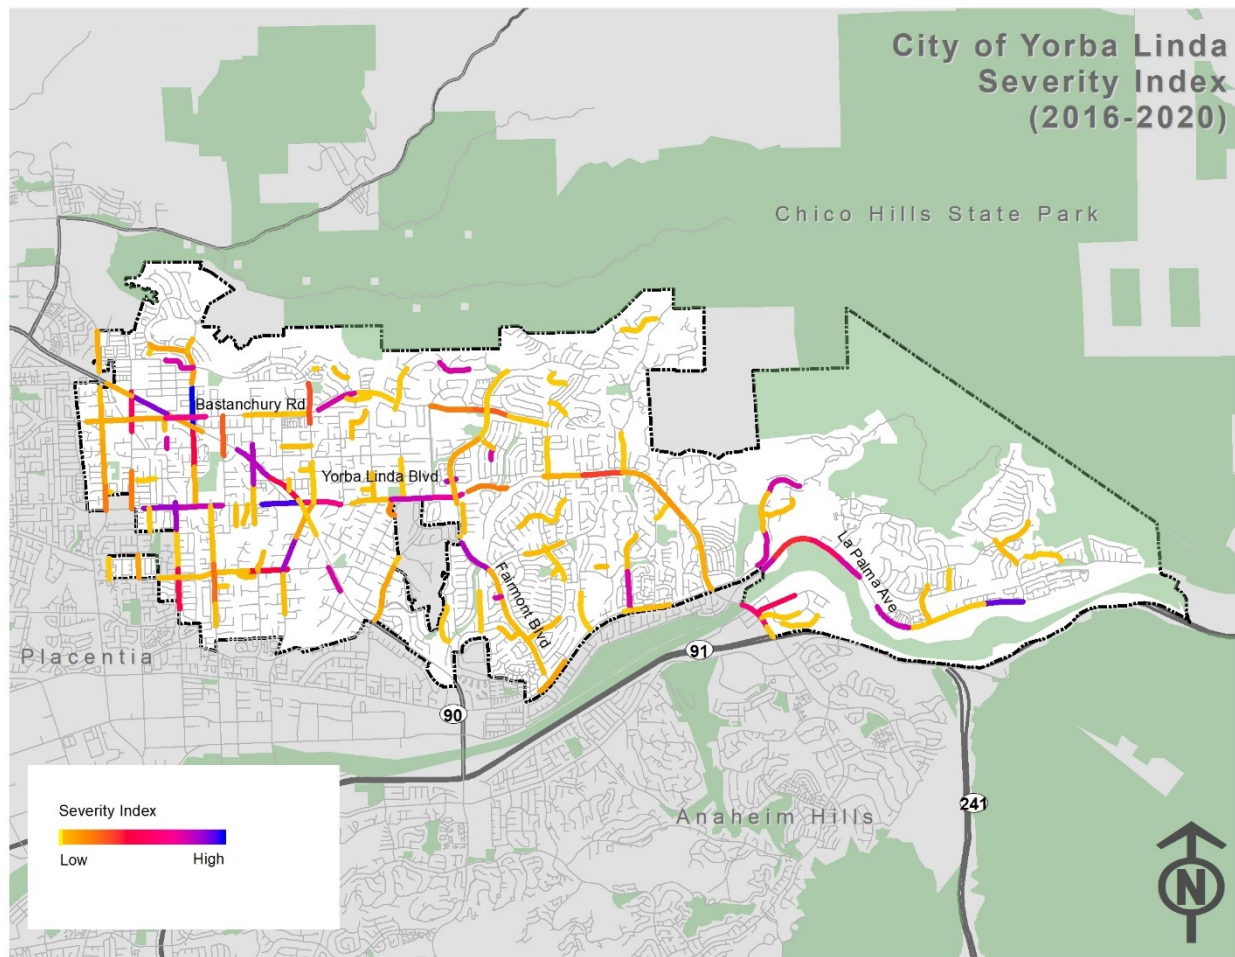 City of Yorba Linda
Severity Index
(2016-2020)
Chico Hills State Park
Bastanchury Rd
Yorba Linda Blvd
La Palma Ave
Fairmont Blvd
Placentia
91
90
Anaheim Hills
241
Severity Index
Low
High
N